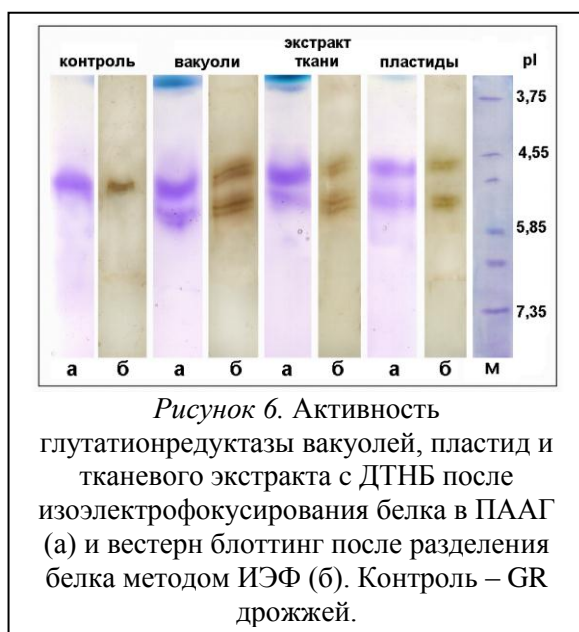 экстракт
контроль вакуоли ткани пластиды pI
3,75
4,55
5,85
7,35
а б а б а б а б М
Рисунок 6. Активность
глутатионредуктазы вакуолей, пластид и
тканевого экстракта с ДТНБ после
изоэлектрофокусирования белка в ПААГ
(а) и вестерн блоттинг после разделения
белка методом ИЭФ (б). Контроль – GR
дрожжей.